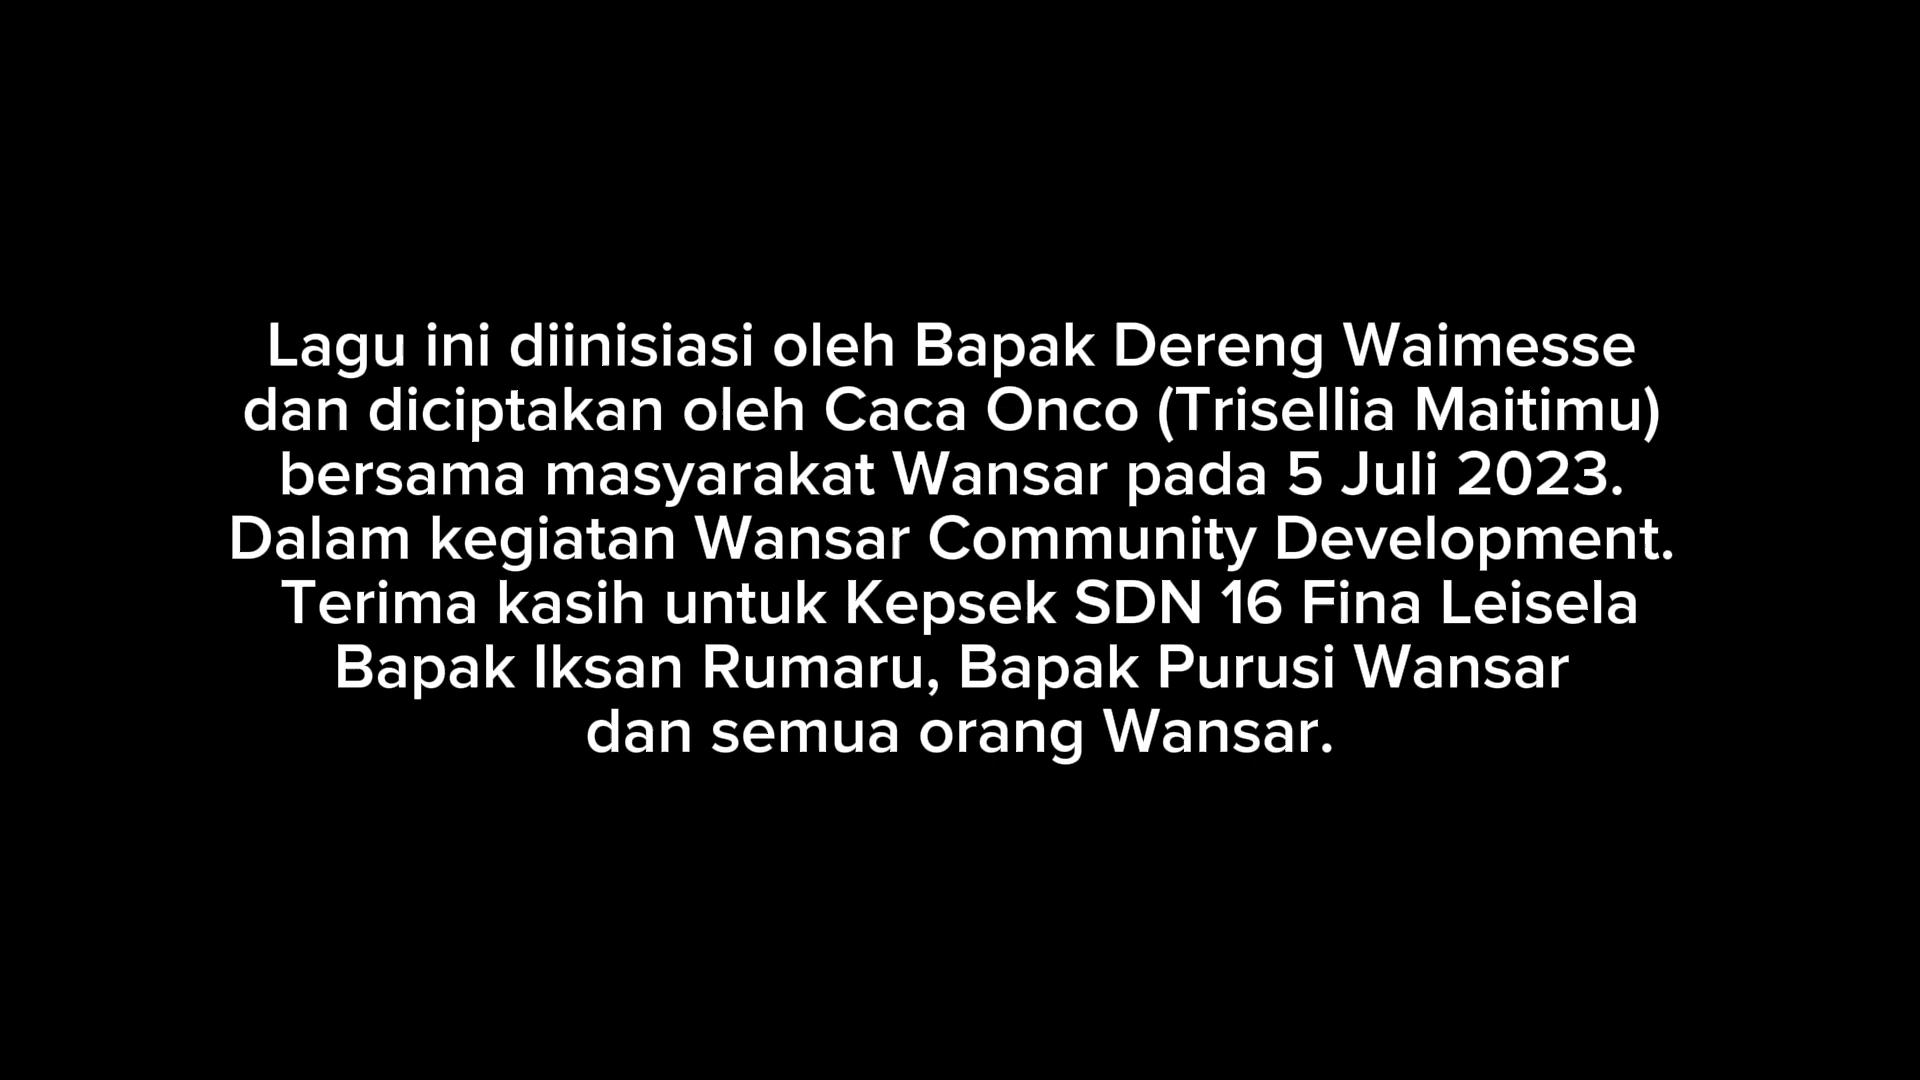 Lagu ini diinisiasi oleh Bapak Dereng Waimesse
dan diciptakan oleh Caca Onco (Trisellia Maitimu)
bersama masyarakat Wansar pada 5 Juli 2023.
Dalam kegiatan Wansar Community Development.
Terima kasih untuk Kepsek SDN 16 Fina Leisela
Bapak Iksan Rumaru, Bapak Purusi Wansar
dan semua orang Wansar.